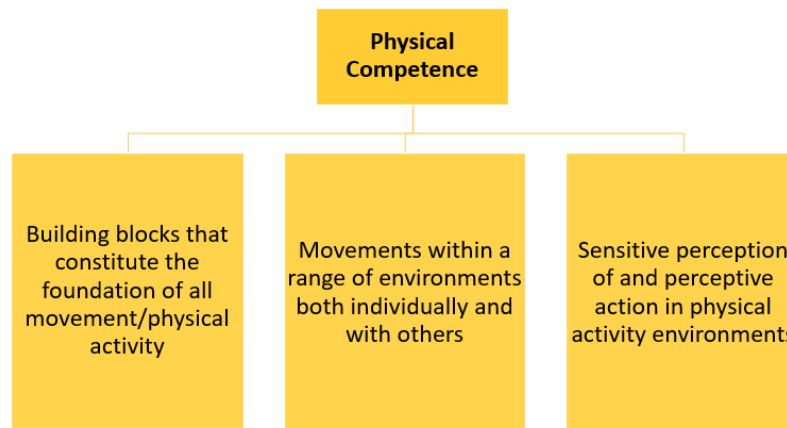 Physical
Competence
Building blocks that
constitute the
foundation of all
movement/physical
activity
Movements within a
range of environments
both individually and
with others
Sensitive perception
of and perceptive
action in physical
activity environments